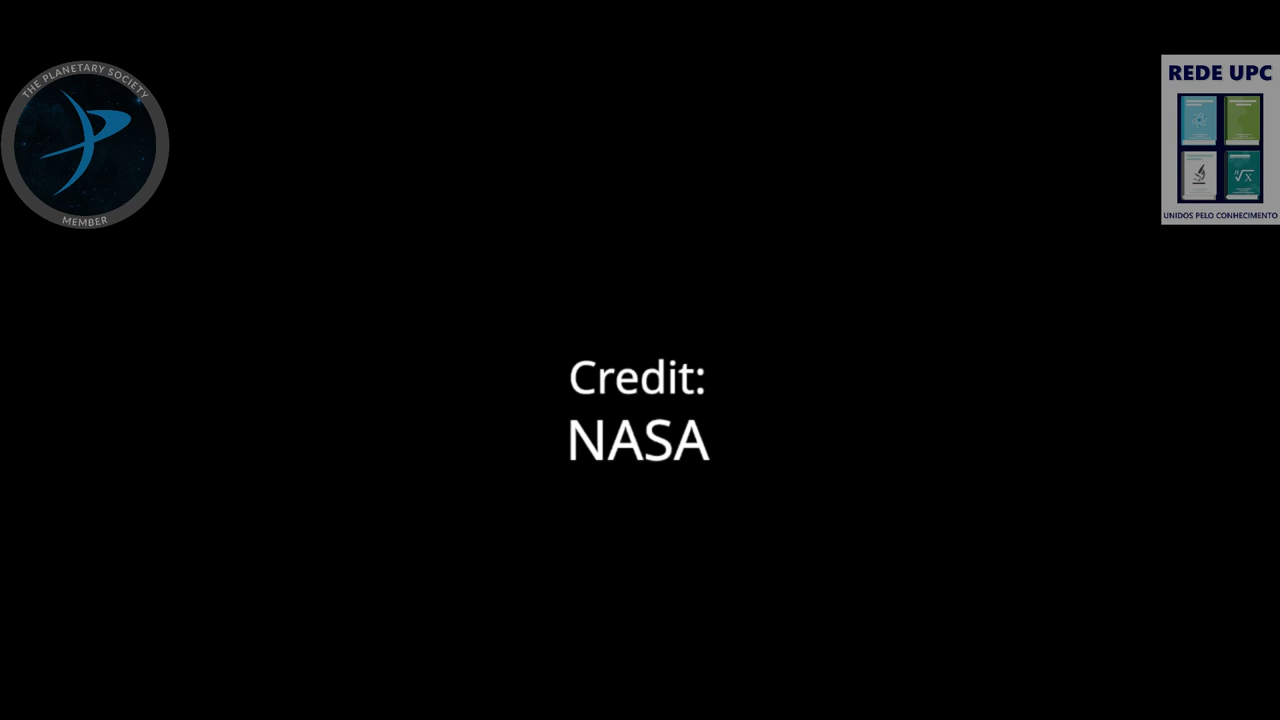 THE PLANETARY SOCIETY
MEMBER
REDE UPC
√x
UNIDOS PELO CONHECIMENTO
Credit:
NASA